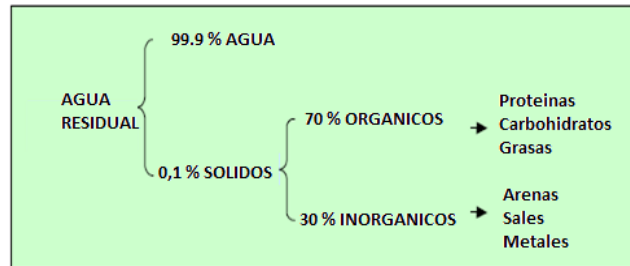 99.9 % AGUA
AGUA
RESIDUAL
0,1 % SOLIDOS
70 % ORGANICOS
Proteinas
Carbohidratos
Grasas
30 % INORGANICOS
Arenas
Sales
Metales